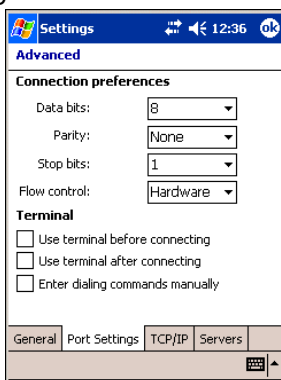 Settings 12:36 ok
Advanced
Connection preferences
Data bits: 8
Parity: None
Stop bits: 1
Flow control: Hardware
Terminal
Use terminal before connecting
Use terminal after connecting
Enter dialing commands manually
General Port Settings TCP/IP Servers